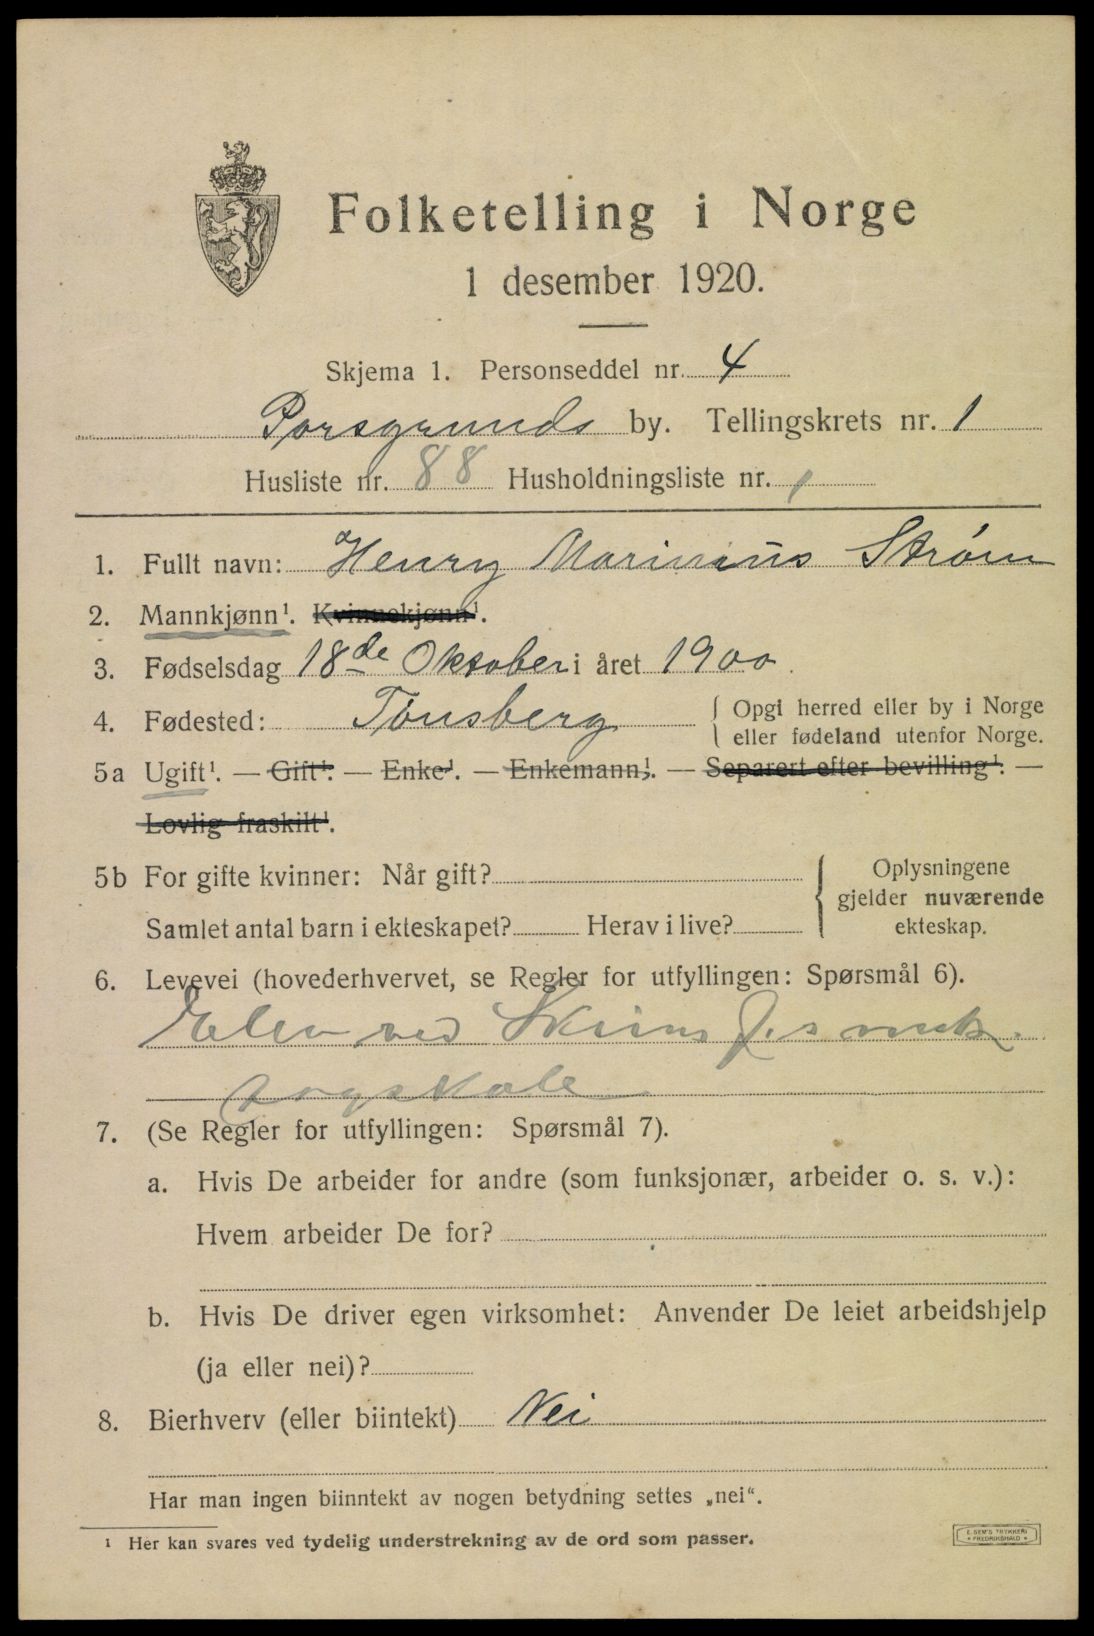 Folketelling i Norge
1 desember 1920.
Skjema 1. Personseddel nr. 4
Porsgrunds by. Tellingskrets nr. 1
Husliste nr. 88 Husholdningsliste nr. 1
1. Fullt navn: Henry Marinius Strøm
2. Mannkjønn¹. Kvinnekjønn¹.
3. Fødselsdag 18de Oktober i året 1900.
4. Fødested: Tønsberg { Opgi herred eller by i Norge
eller fødeland utenfor Norge.
5a Ugift¹. — Gift¹. — Enke¹. — Enkemann¹. — Separert efter bevilling¹. —
Lovlig fraskilt¹.
5b For gifte kvinner: Når gift? { Oplysningene
gjelder nuværende
Samlet antal barn i ekteskapet? Herav i live? ekteskap.
6. Levevei (hovederhvervet, se Regler for utfyllingen: Spørsmål 6).
Elev ved Skiens
fagskole
7. (Se Regler for utfyllingen: Spørsmål 7).
a. Hvis De arbeider for andre (som funksjonær, arbeider o. s. v.):
Hvem arbeider De for?
b. Hvis De driver egen virksomhet: Anvender De leiet arbeidshjelp
(ja eller nei)?
8. Bierhverv (eller biintekt) Nei
Har man ingen biinntekt av nogen betydning settes „nei“.
¹ Her kan svares ved tydelig understrekning av de ord som passer.
E. SEM'S TRYKKERI
* FREDRIKSHALD *